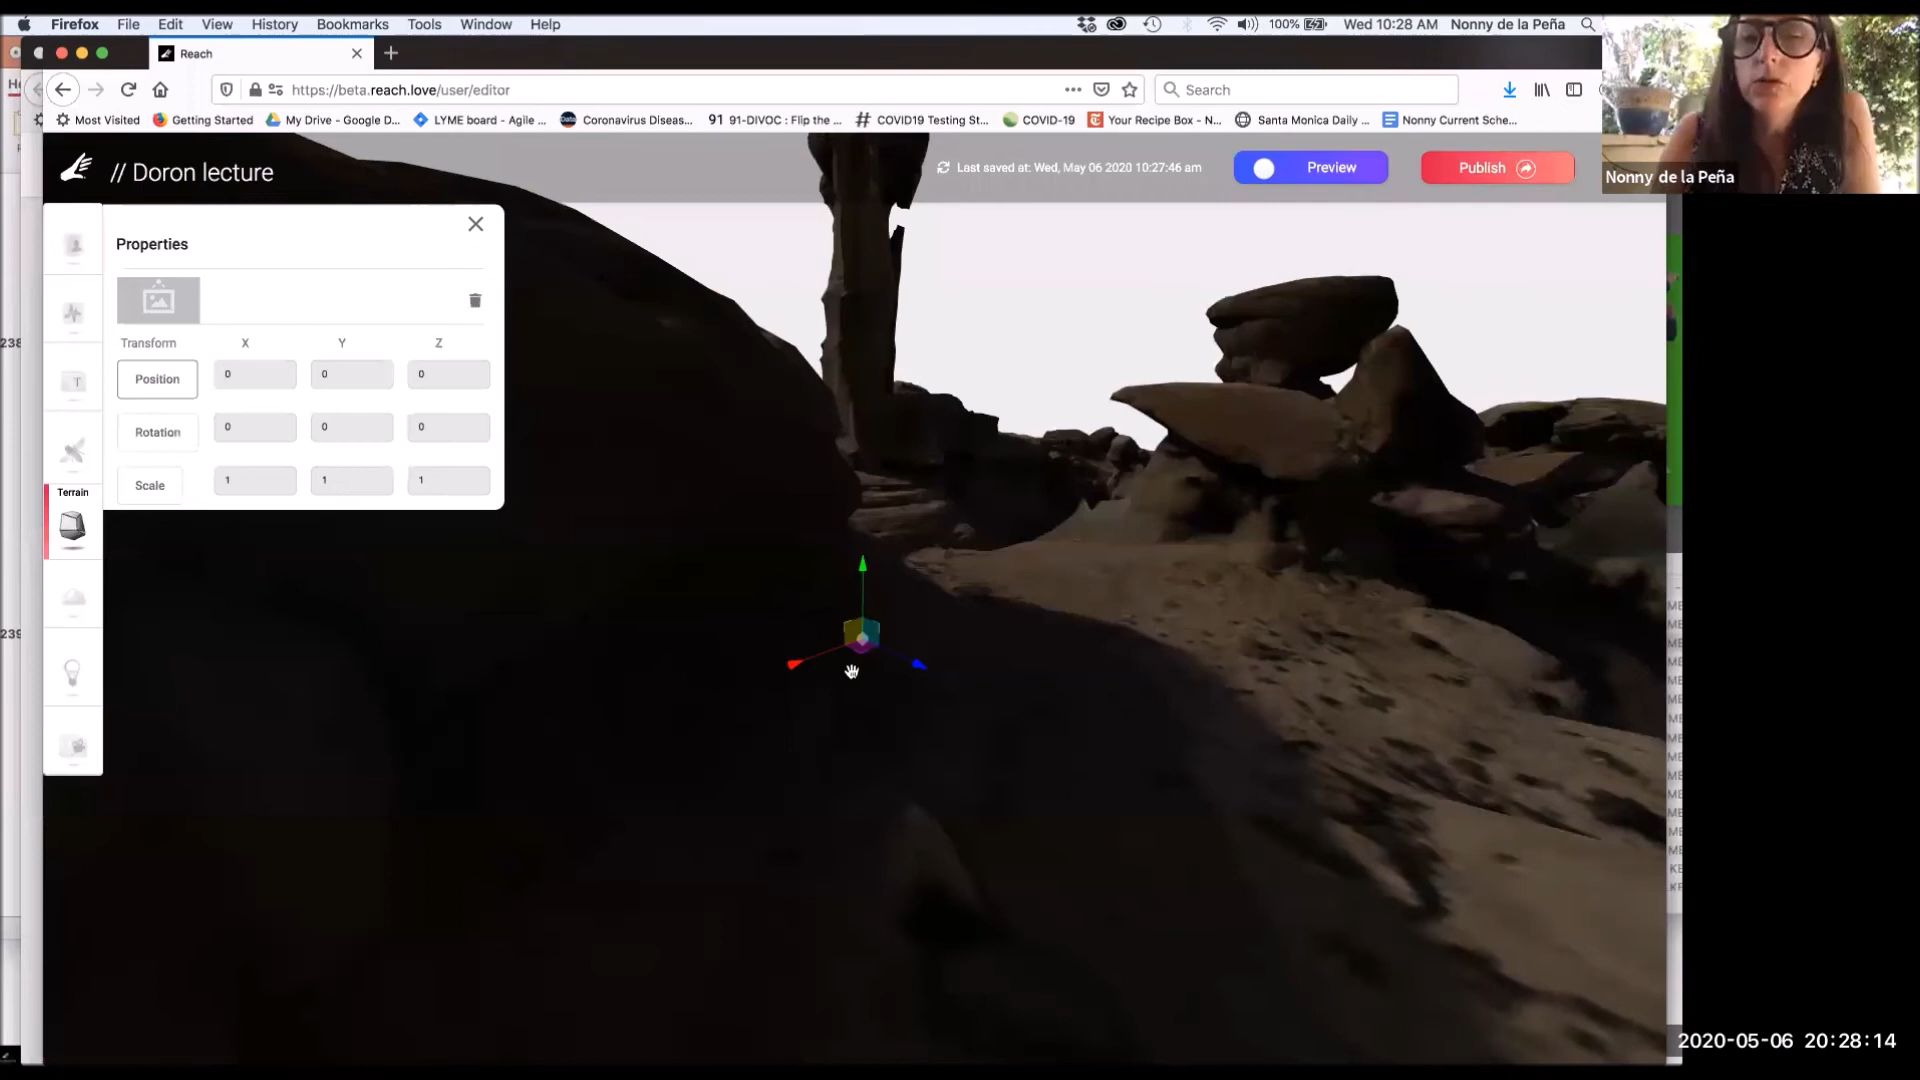 Firefox File Edit View History Bookmarks Tools Window Help 100% Wed 10:28 AM Nonny de la Peña
Reach
https://beta.reach.love/user/editor
Search
Most Visited Getting Started My Drive - Google D... LYME board - Agile ... Coronavirus Diseas... 91 91-DIVOC : Flip the ... COVID19 Testing St... COVID-19 Your Recipe Box - N... Santa Monica Daily ... Nonny Current Sche...
Nonny de la Peña
// Doron lecture
Last saved at: Wed, May 06 2020 10:27:46 am
Preview
Publish
Properties
Transform X Y Z
Position 0 0 0
Rotation 0 0 0
Scale 1 1 1
T
Terrain
238
239
2020-05-06 20:28:14